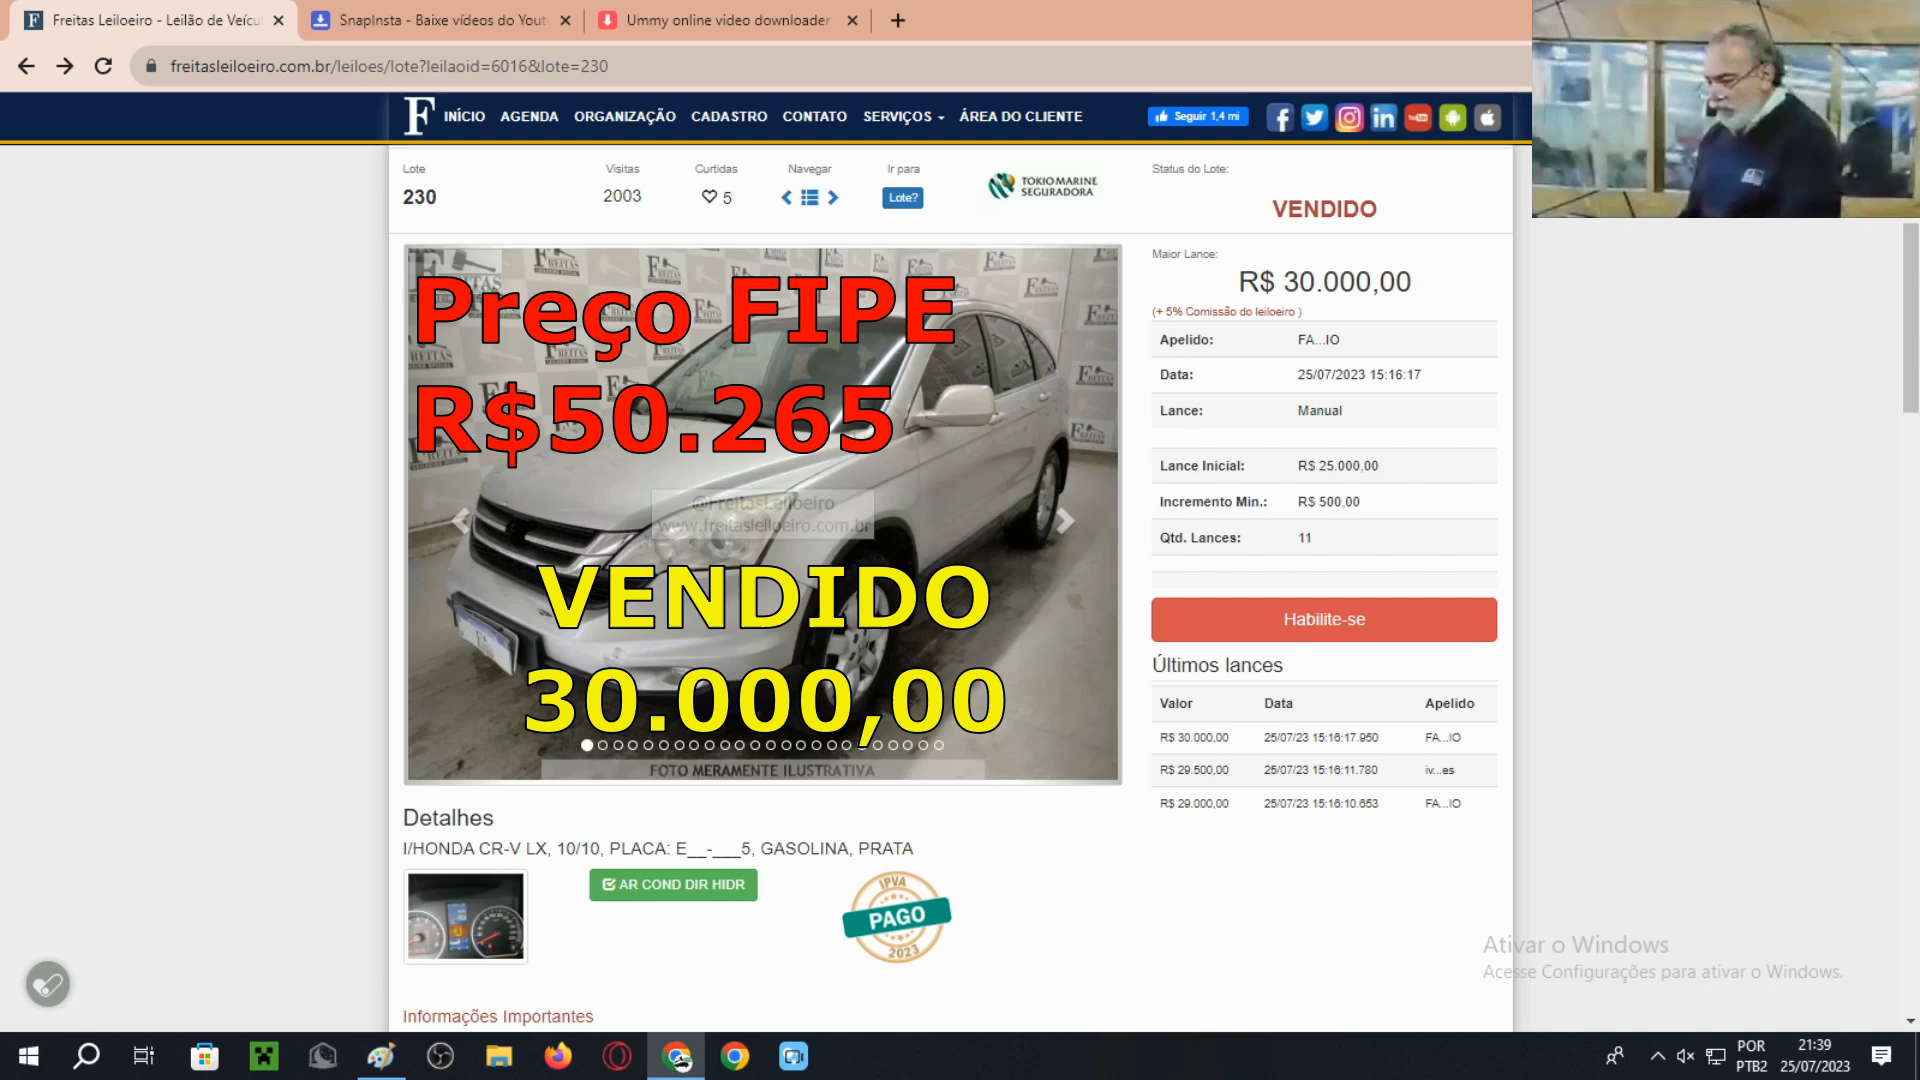 Freitas Leiloeiro - Leilão de Veícu
SnapInsta - Baixe vídeos do Yout
Ummy online video downloader
freitasleiloeiro.com.br/leiloes/lote?leilaoid=6016&lote=230
F INÍCIO AGENDA ORGANIZAÇÃO CADASTRO CONTATO SERVIÇOS ÁREA DO CLIENTE
Seguir 1,4 mi
Lote
Visitas
Curtidas
Navegar
Ir para
230
2003
5
Lote?
TOKIO MARINE
SEGURADORA
Status do Lote:
VENDIDO
Preço FIPE
R$50.265
@FreitasLeiloeiro
www.freitasleiloeiro.com.br
VENDIDO
30.000,00
FOTO MERAMENTE ILUSTRATIVA
Maior Lance:
R$ 30.000,00
(+ 5% Comissão do leiloeiro )
Apelido: FA...IO
Data: 25/07/2023 15:16:17
Lance: Manual
Lance Inicial: R$ 25.000,00
Incremento Min.: R$ 500,00
Qtd. Lances: 11
Habilite-se
Últimos lances
Valor Data Apelido
R$ 30.000,00 25/07/23 15:16:17.950 FA...IO
R$ 29.500,00 25/07/23 15:16:11.780 iv...es
R$ 29.000,00 25/07/23 15:16:10.653 FA...IO
Detalhes
I/HONDA CR-V LX, 10/10, PLACA: E__-___5, GASOLINA, PRATA
AR COND DIR HIDR
IPVA
PAGO
2023
Informações Importantes
Ativar o Windows
Acesse Configurações para ativar o Windows.
POR
PTB2
21:39
25/07/2023